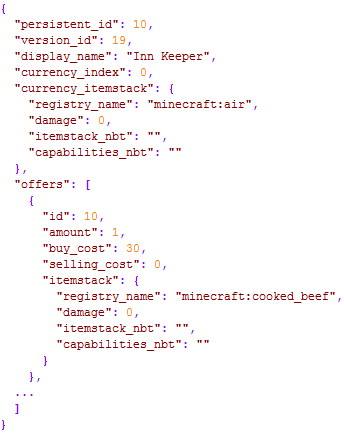 {
  "persistent_id": 10,
  "version_id": 19,
  "display_name": "Inn Keeper",
  "currency_index": 0,
  "currency_itemstack": {
    "registry_name": "minecraft:air",
    "damage": 0,
    "itemstack_nbt": "",
    "capabilities_nbt": ""
  },
  "offers": [
    {
      "id": 10,
      "amount": 1,
      "buy_cost": 30,
      "selling_cost": 0,
      "itemstack": {
        "registry_name": "minecraft:cooked_beef",
        "damage": 0,
        "itemstack_nbt": "",
        "capabilities_nbt": ""
      }
    },
  ...
  ]
}